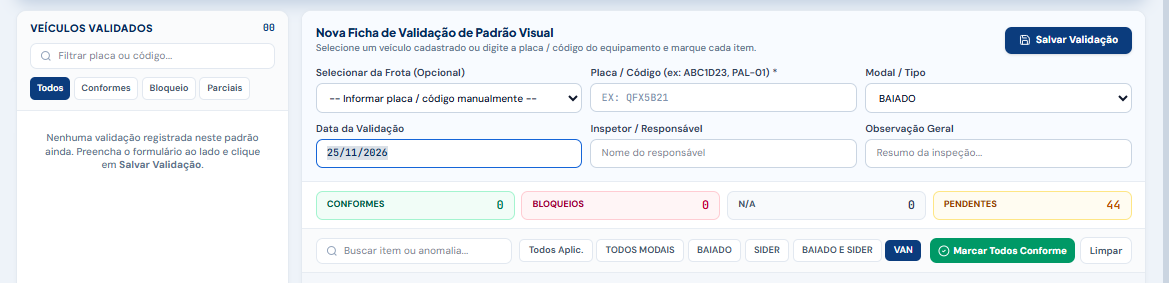 VEÍCULOS VALIDADOS 00
Filtrar placa ou código...
Todos Conformes Bloqueio Parciais
Nenhuma validação registrada neste padrão
ainda. Preencha o formulário ao lado e clique
em Salvar Validação.
Nova Ficha de Validação de Padrão Visual
Selecione um veículo cadastrado ou digite a placa / código do equipamento e marque cada item.
Salvar Validação
Selecionar da Frota (Opcional) Placa / Código (ex: ABC1D23, PAL-01) * Modal / Tipo
-- Informar placa / código manualmente -- EX: QFX5B21 BAIADO
Data da Validação Inspetor / Responsável Observação Geral
25/11/2026 Nome do responsável Resumo da inspeção...
CONFORMES 0 BLOQUEIOS 0 N/A 0 PENDENTES 44
Buscar item ou anomalia... Todos Aplic. TODOS MODAIS BAIADO SIDER BAIADO E SIDER VAN Marcar Todos Conforme Limpar